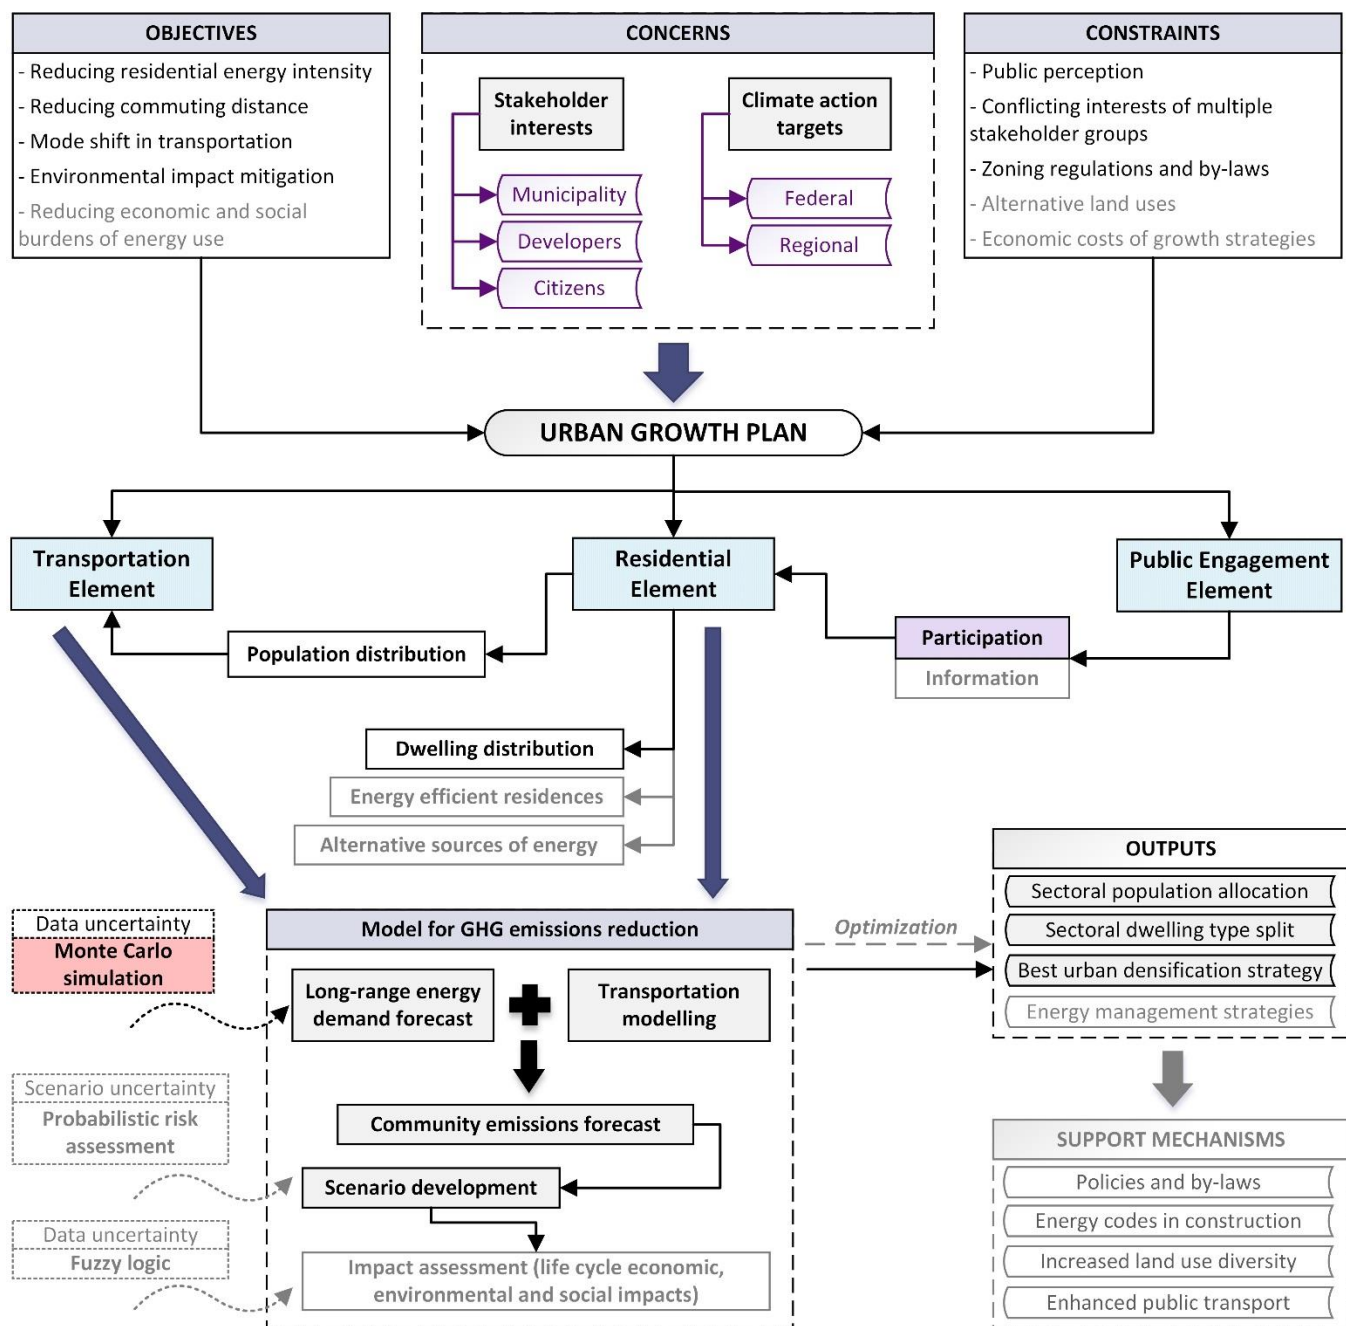 OBJECTIVES
- Reducing residential energy intensity
- Reducing commuting distance
- Mode shift in transportation
- Environmental impact mitigation
- Reducing economic and social
burdens of energy use
CONCERNS
Stakeholder
interests
Municipality
Developers
Citizens
Climate action
targets
Federal
Regional
CONSTRAINTS
- Public perception
- Conflicting interests of multiple
stakeholder groups
- Zoning regulations and by-laws
- Alternative land uses
- Economic costs of growth strategies
URBAN GROWTH PLAN
Transportation
Element
Residential
Element
Public Engagement
Element
Population distribution
Participation
Information
Dwelling distribution
Energy efficient residences
Alternative sources of energy
Data uncertainty
Monte Carlo
simulation
Scenario uncertainty
Probabilistic risk
assessment
Data uncertainty
Fuzzy logic
Model for GHG emissions reduction
Long-range energy
demand forecast
Transportation
modelling
Community emissions forecast
Scenario development
Impact assessment (life cycle economic,
environmental and social impacts)
Optimization
OUTPUTS
Sectoral population allocation
Sectoral dwelling type split
Best urban densification strategy
Energy management strategies
SUPPORT MECHANISMS
Policies and by-laws
Energy codes in construction
Increased land use diversity
Enhanced public transport